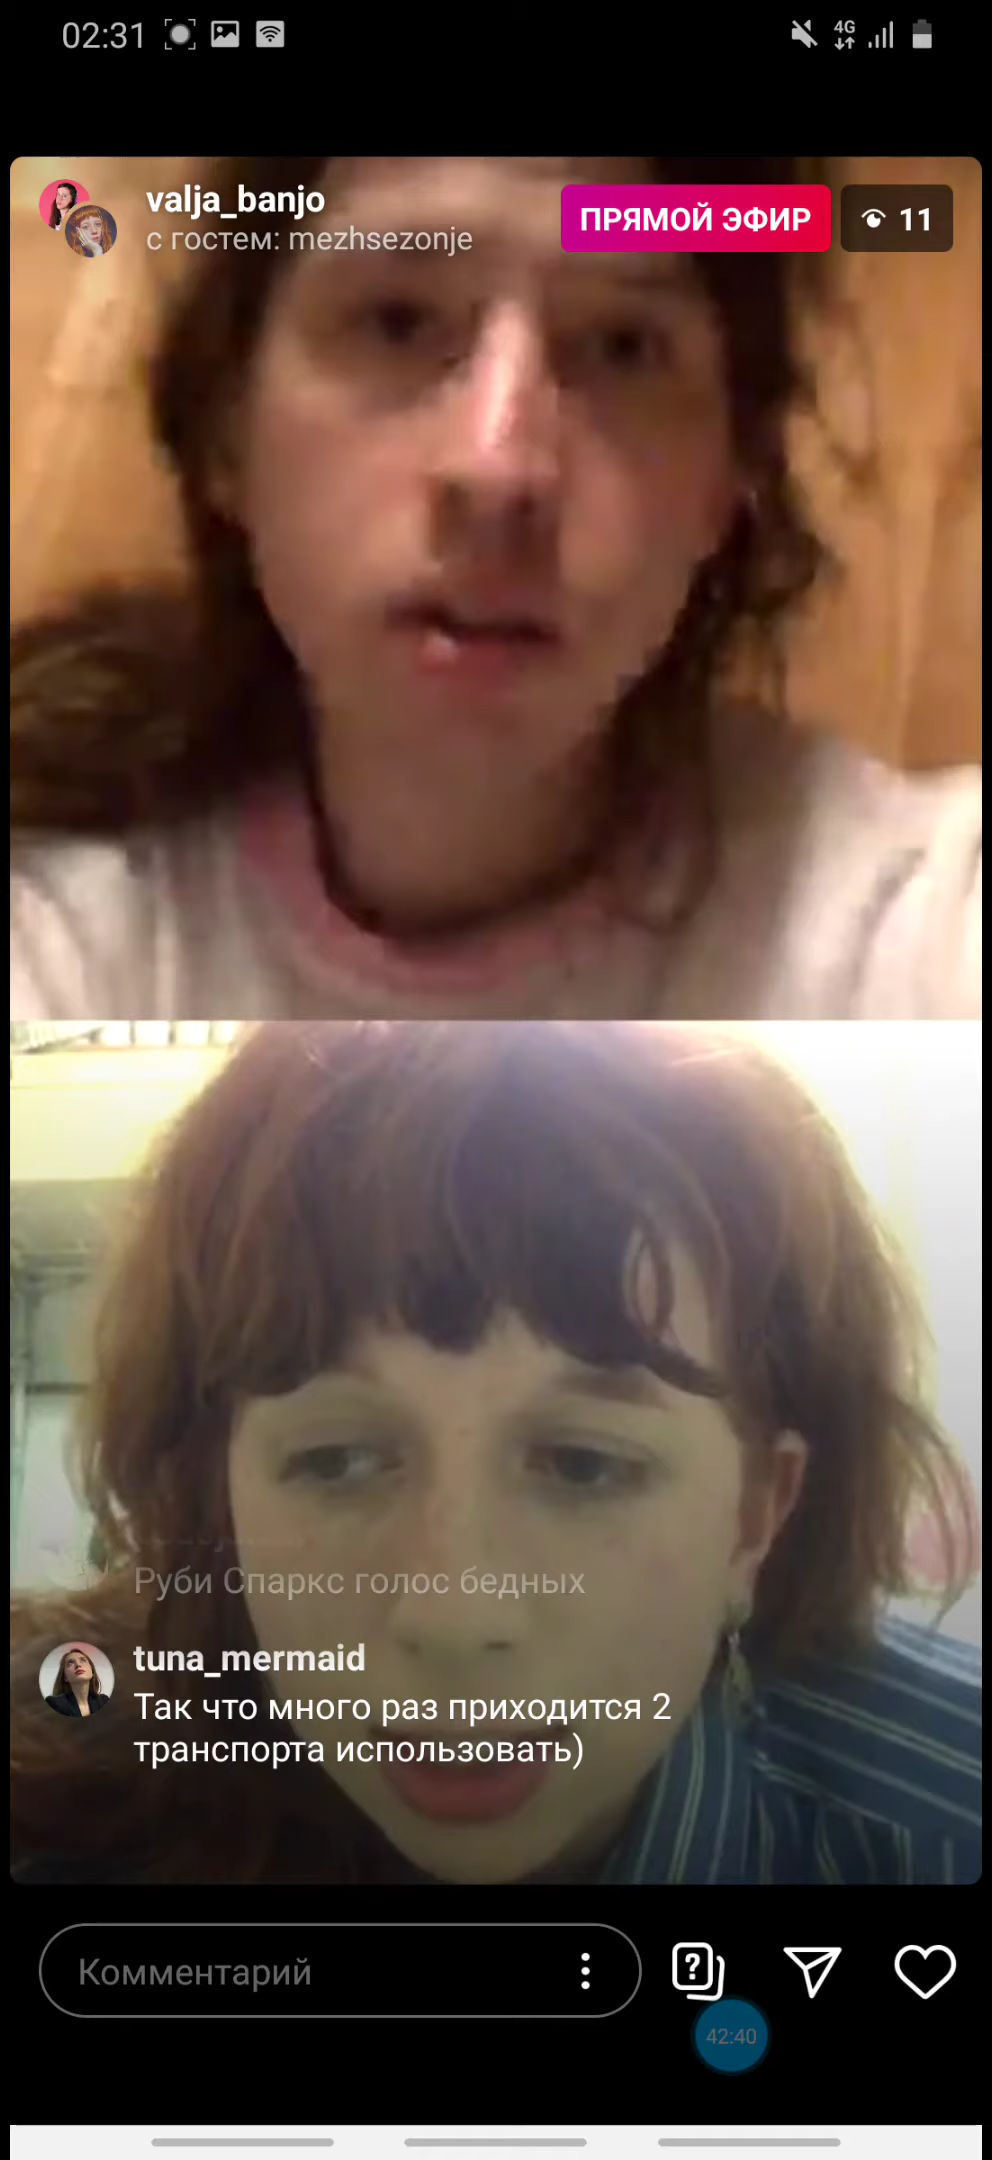 02:31
4G
valja_banjo
с гостем: mezhsezonje
ПРЯМОЙ ЭФИР
11
Руби Спаркс голос бедных
tuna_mermaid
Так что много раз приходится 2
транспорта использовать)
Комментарий
42:40